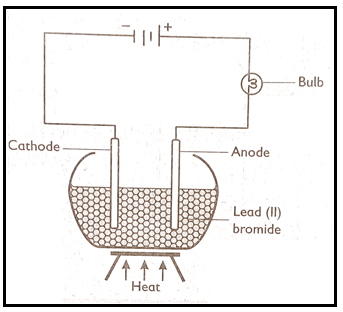 − +
Bulb
Cathode
Anode
Lead (II)
bromide
Heat